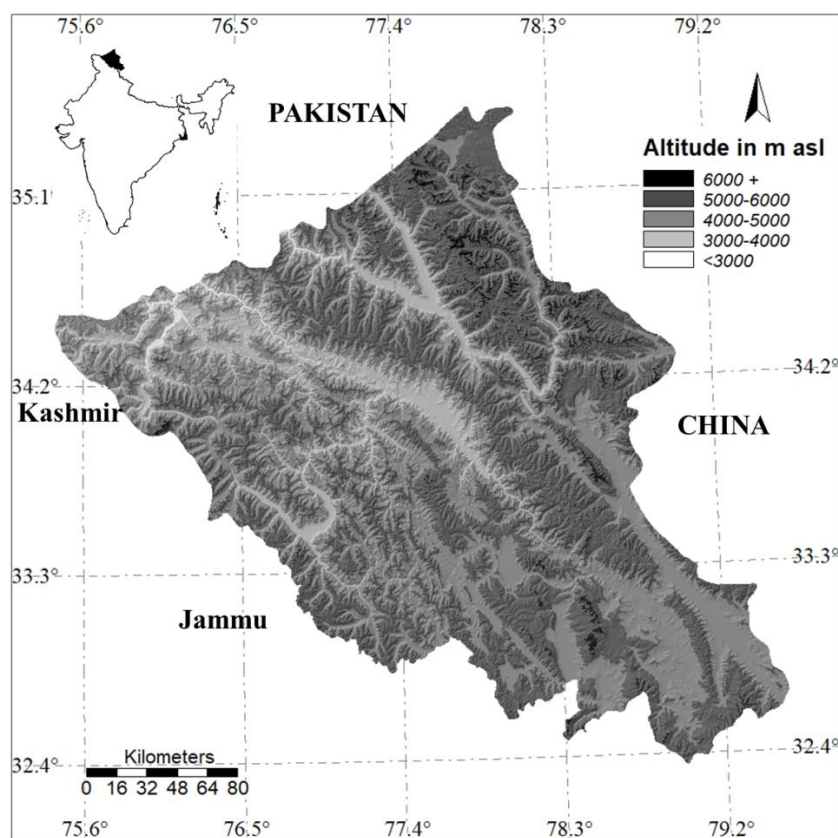 75.6° 76.5° 77.4° 78.3° 79.2°
PAKISTAN
Altitude in m asl
6000 +
5000-6000
4000-5000
3000-4000
<3000
35.1
34.2° 34.2°
Kashmir
CHINA
33.3° 33.3°
Jammu
32.4° 32.4°
Kilometers
0 16 32 48 64 80
75.6° 76.5° 77.4° 78.3° 79.2°